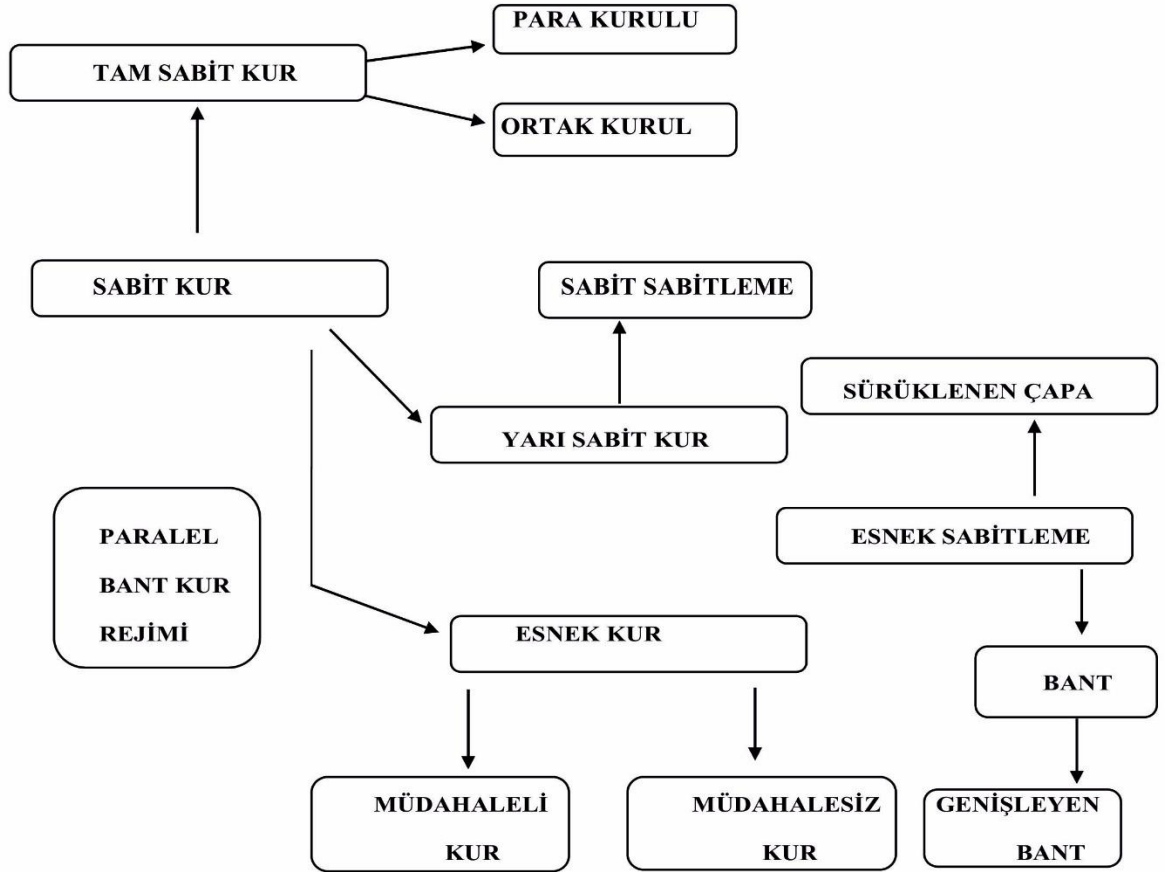 PARA KURULU
TAM SABİT KUR
ORTAK KURUL
SABİT KUR
SABİT SABİTLEME
SÜRÜKLENEN ÇAPA
YARI SABİT KUR
PARALEL
BANT KUR
REJİMİ
ESNEK SABİTLEME
ESNEK KUR
BANT
MÜDAHALELİ
KUR
MÜDAHALESİZ
KUR
GENİŞLEYEN
BANT